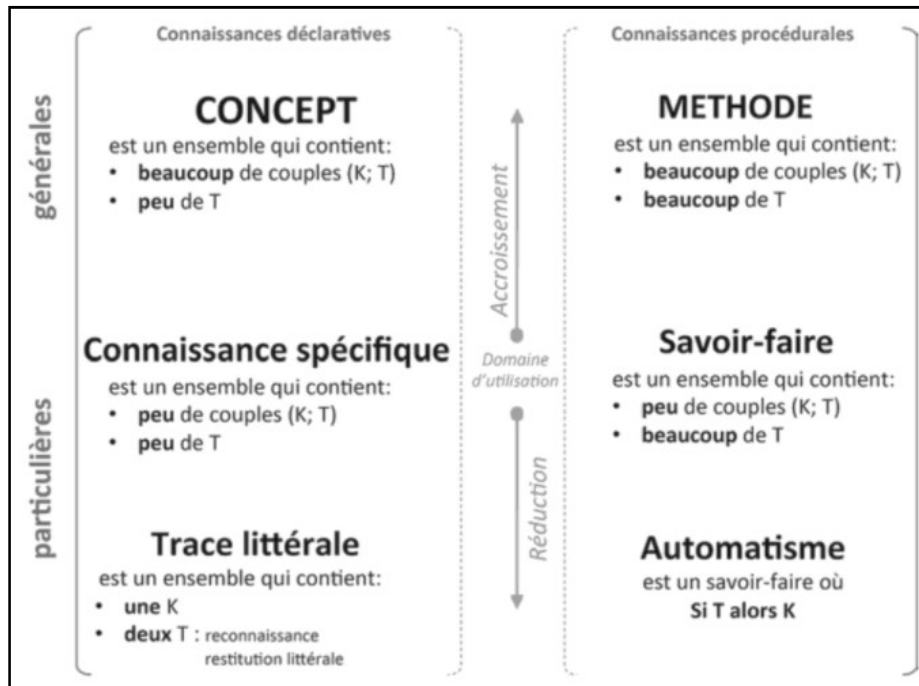 Connaissances déclaratives
CONCEPT
est un ensemble qui contient:
• beaucoup de couples (K; T)
• peu de T
Connaissance spécifique
est un ensemble qui contient:
• peu de couples (K; T)
• peu de T
Trace littérale
est un ensemble qui contient:
• une K
• deux T : reconnaissance
restitution littérale
générales
particulières
Accroissement
Domaine
d'utilisation
Réduction
Connaissances procédurales
METHODE
est un ensemble qui contient:
• beaucoup de couples (K; T)
• beaucoup de T
Savoir-faire
est un ensemble qui contient:
• peu de couples (K; T)
• beaucoup de T
Automatisme
est un savoir-faire où
Si T alors K